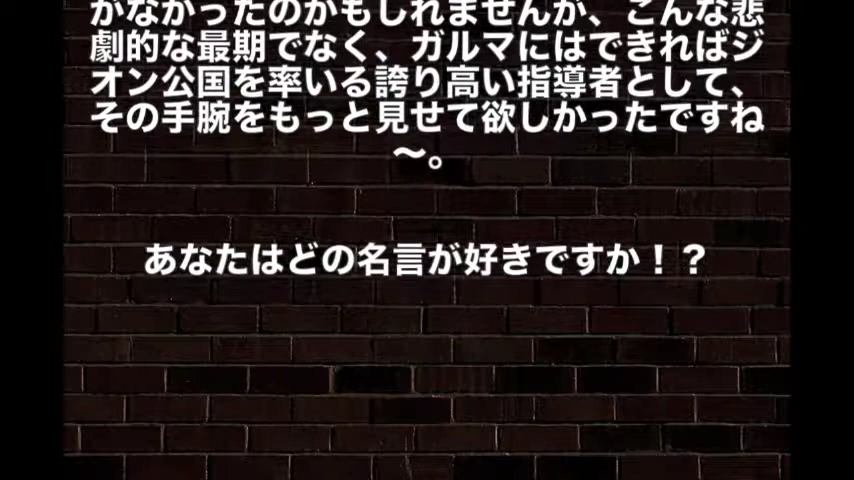 がなかったのかもしれませんが、こんな悲
劇的な最期でなく、ガルマにはできればジ
オン公国を率いる誇り高い指導者として、
その手腕をもっと見せて欲しかったですね
〜。
あなたはどの名言が好きですか！？